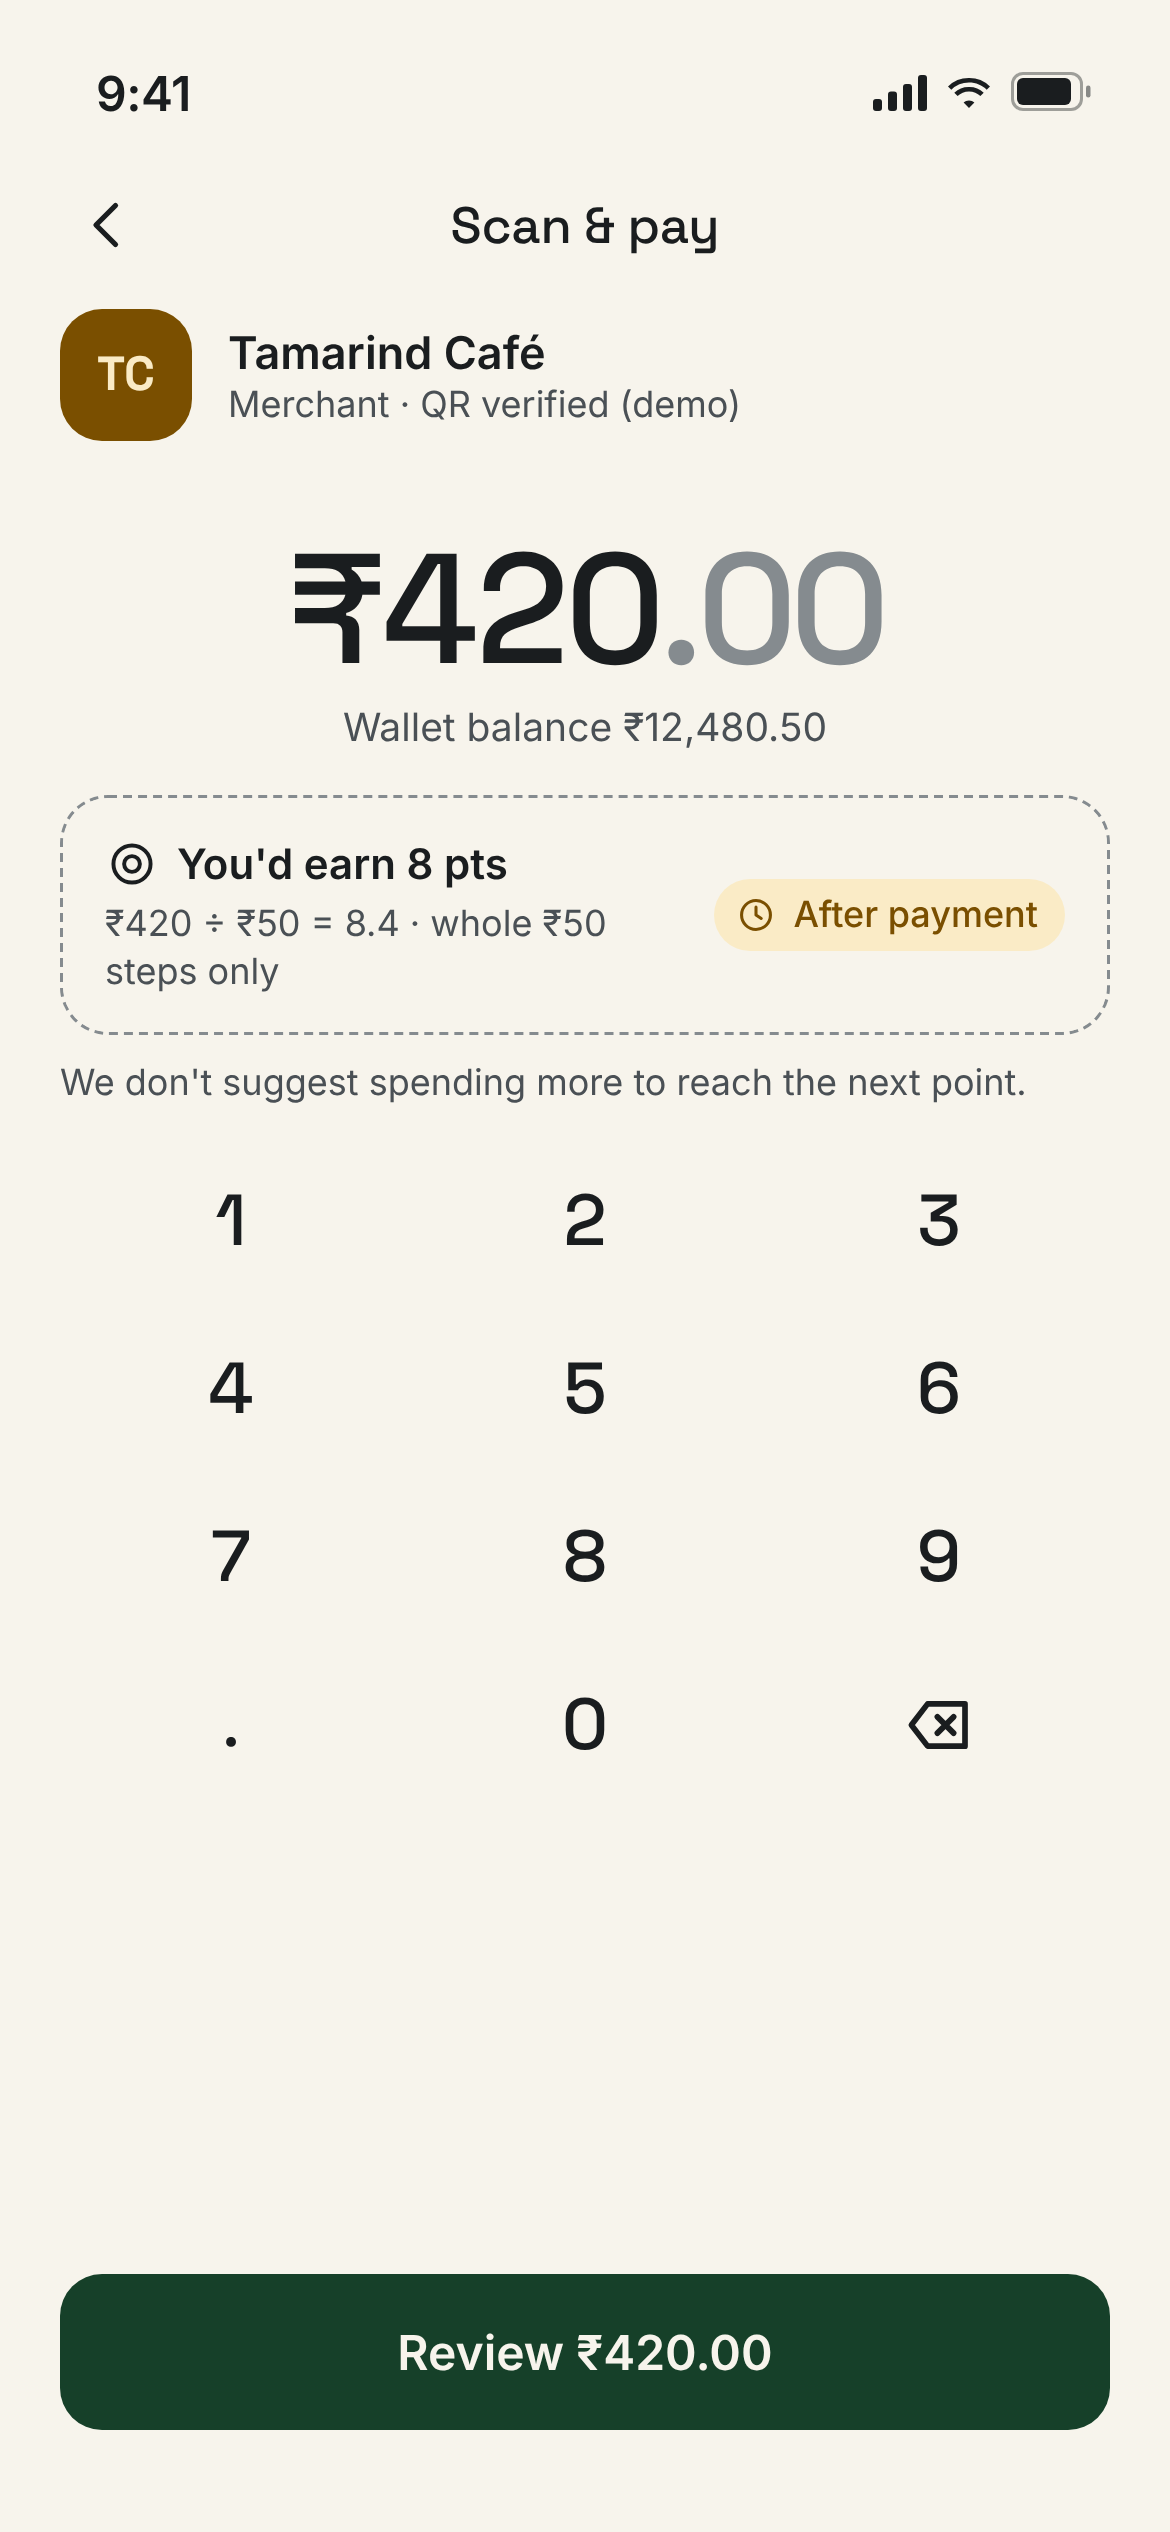 9:41
Scan & pay
TC
Tamarind Café
Merchant · QR verified (demo)
₹420.00
Wallet balance ₹12,480.50
You'd earn 8 pts
₹420 ÷ ₹50 = 8.4 · whole ₹50
steps only
After payment
We don't suggest spending more to reach the next point.
1 2 3
4 5 6
7 8 9
. 0
Review ₹420.00